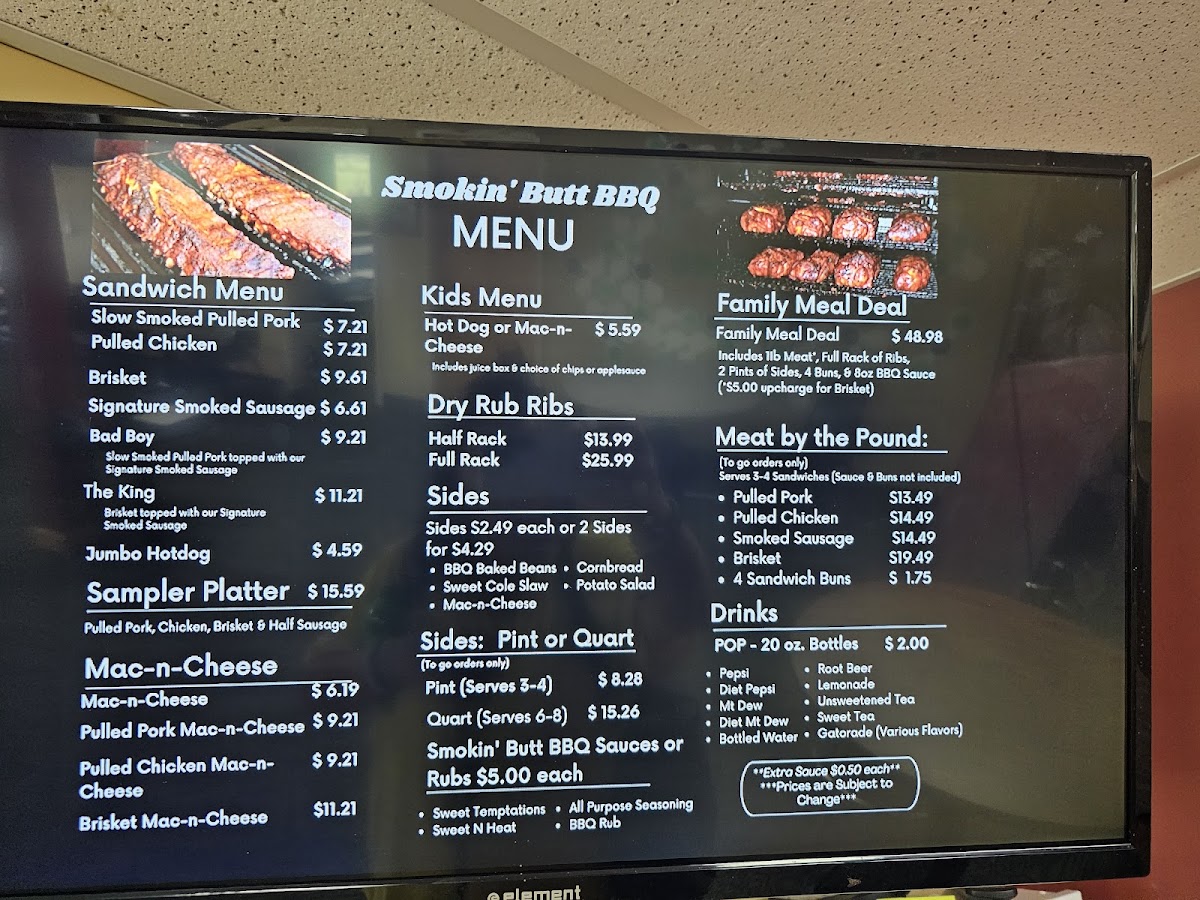 Smokin' Butt BBQ
MENU
Sandwich Menu
Slow Smoked Pulled Pork $ 7.21
Pulled Chicken $ 7.21
Brisket $ 9.61
Signature Smoked Sausage $ 6.61
Bad Boy $ 9.21
Slow Smoked Pulled Pork topped with our
Signature Smoked Sausage
The King $ 11.21
Brisket topped with our Signature
Smoked Sausage
Jumbo Hotdog $ 4.59
Sampler Platter $ 15.59
Pulled Pork, Chicken, Brisket & Half Sausage
Mac-n-Cheese
Mac-n-Cheese $ 6.19
Pulled Pork Mac-n-Cheese $ 9.21
Pulled Chicken Mac-n- $ 9.21
Cheese
Brisket Mac-n-Cheese $11.21
Kids Menu
Hot Dog or Mac-n- $ 5.59
Cheese
Includes juice box & choice of chips or applesauce
Dry Rub Ribs
Half Rack $13.99
Full Rack $25.99
Sides
Sides $2.49 each or 2 Sides
for $4.29
• BBQ Baked Beans • Cornbread
• Sweet Cole Slaw • Potato Salad
• Mac-n-Cheese
Sides: Pint or Quart
(To go orders only)
Pint (Serves 3-4) $ 8.28
Quart (Serves 6-8) $ 15.26
Smokin' Butt BBQ Sauces or
Rubs $5.00 each
• Sweet Temptations • All Purpose Seasoning
• Sweet N Heat • BBQ Rub
Family Meal Deal
Family Meal Deal $ 48.98
Includes 1lb Meat*, Full Rack of Ribs,
2 Pints of Sides, 4 Buns, & 8oz BBQ Sauce
(*$5.00 upcharge for Brisket)
Meat by the Pound:
(To go orders only)
Serves 3-4 Sandwiches (Sauce & Buns not included)
• Pulled Pork $13.49
• Pulled Chicken $14.49
• Smoked Sausage $14.49
• Brisket $19.49
• 4 Sandwich Buns $ 1.75
Drinks
POP - 20 oz. Bottles $ 2.00
• Pepsi • Root Beer
• Diet Pepsi • Lemonade
• Mt Dew • Unsweetened Tea
• Diet Mt Dew • Sweet Tea
• Bottled Water • Gatorade (Various Flavors)
**Extra Sauce $0.50 each**
***Prices are Subject to
Change***
element